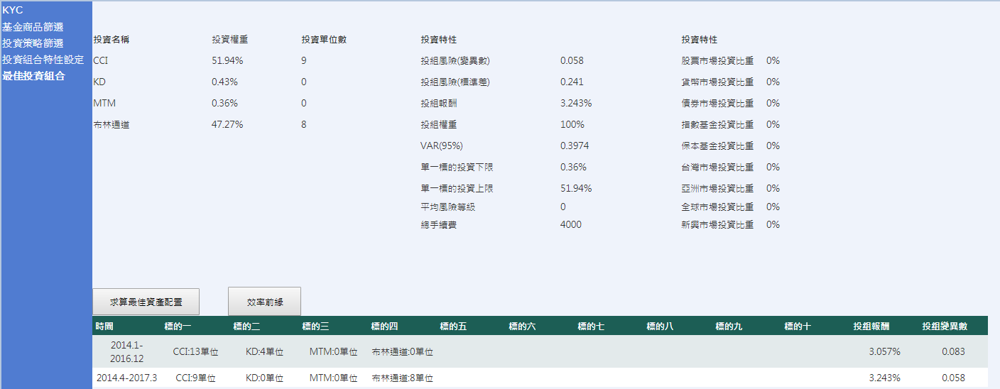 KYC
基金商品篩選
投資策略篩選
投資組合特性設定
最佳投資組合
投資名稱 投資權重 投資單位數 投資特性 投資特性
CCI 51.94% 9 投組風險(變異數) 0.058 股票市場投資比重 0%
KD 0.43% 0 投組風險(標準差) 0.241 貨幣市場投資比重 0%
MTM 0.36% 0 投組報酬 3.243% 債券市場投資比重 0%
布林通道 47.27% 8 投組權重 100% 指數基金投資比重 0%
VAR(95%) 0.3974 保本基金投資比重 0%
單一標的投資下限 0.36% 台灣市場投資比重 0%
單一標的投資上限 51.94% 亞洲市場投資比重 0%
平均風險等級 0 全球市場投資比重 0%
總手續費 4000 新興市場投資比重 0%
求算最佳資產配置 效率前緣
時間 標的一 標的二 標的三 標的四 標的五 標的六 標的七 標的八 標的九 標的十 投組報酬 投組變異數
2014.1-
2016.12 CCI:13單位 KD:4單位 MTM:0單位 布林通道:0單位 3.057% 0.083
2014.4-2017.3 CCI:9單位 KD:0單位 MTM:0單位 布林通道:8單位 3.243% 0.058